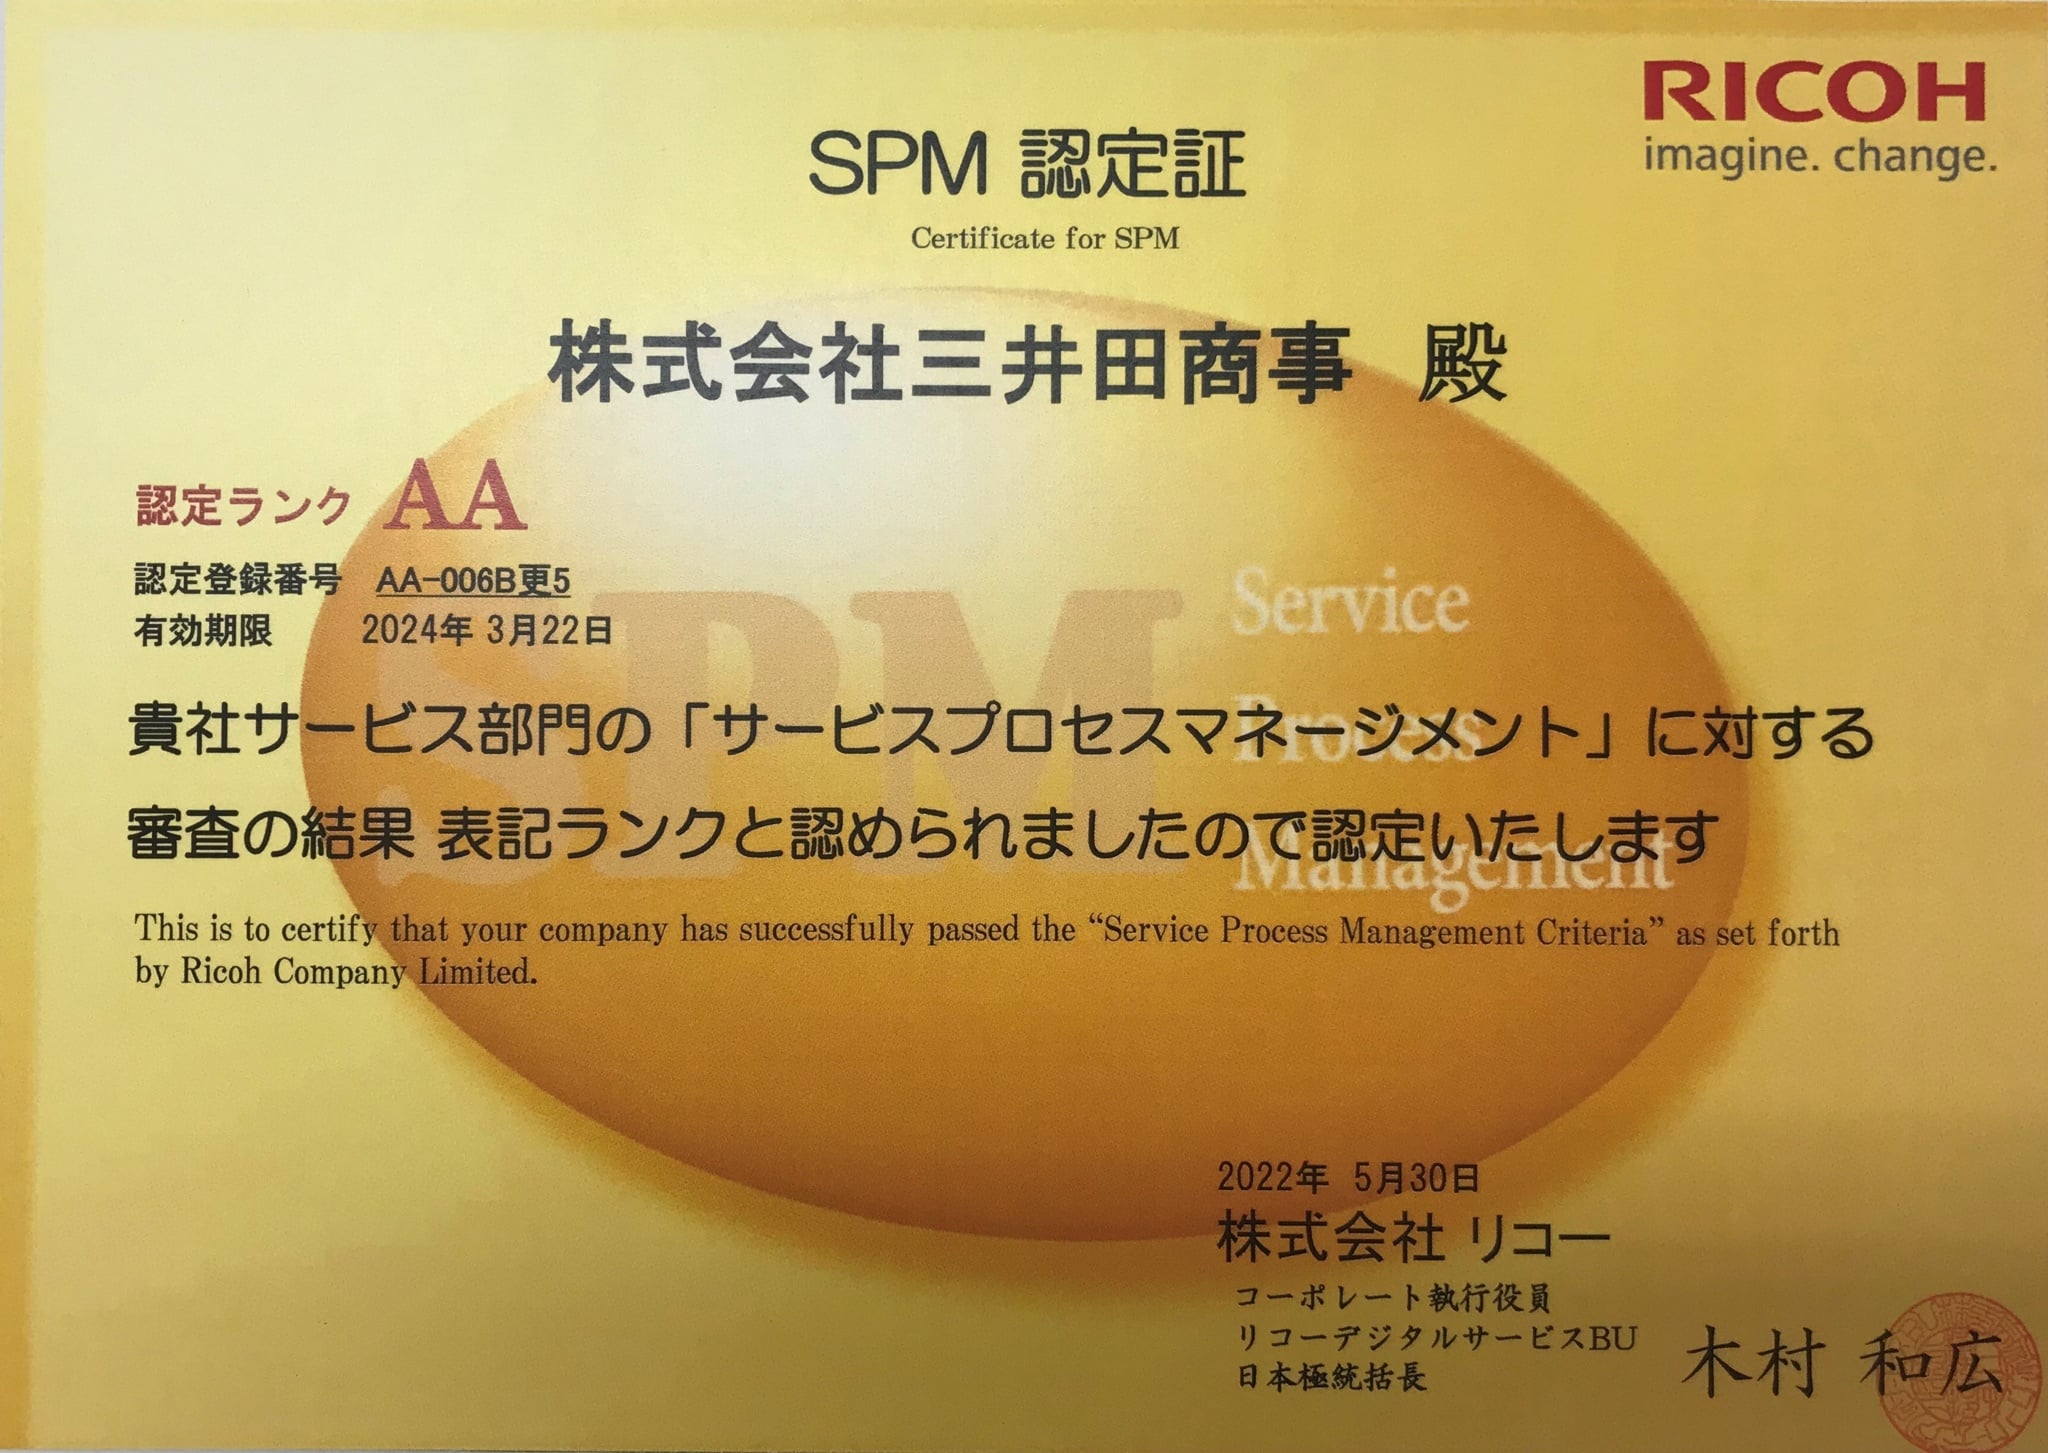 RICOH
imagine. change.
SPM 認定証
Certificate for SPM
株式会社三井田商事 殿
認定ランク AA
認定登録番号 AA-006B更5
有効期限 2024年 3月22日
SPM
Service
Process
Management
貴社サービス部門の「サービスプロセスマネージメント」に対する
審査の結果 表記ランクと認められましたので認定いたします
This is to certify that your company has successfully passed the “Service Process Management Criteria” as set forth
by Ricoh Company Limited.
2022年 5月30日
株式会社 リコー
コーポレート執行役員
リコーデジタルサービスBU
日本極統括長
木村 和広